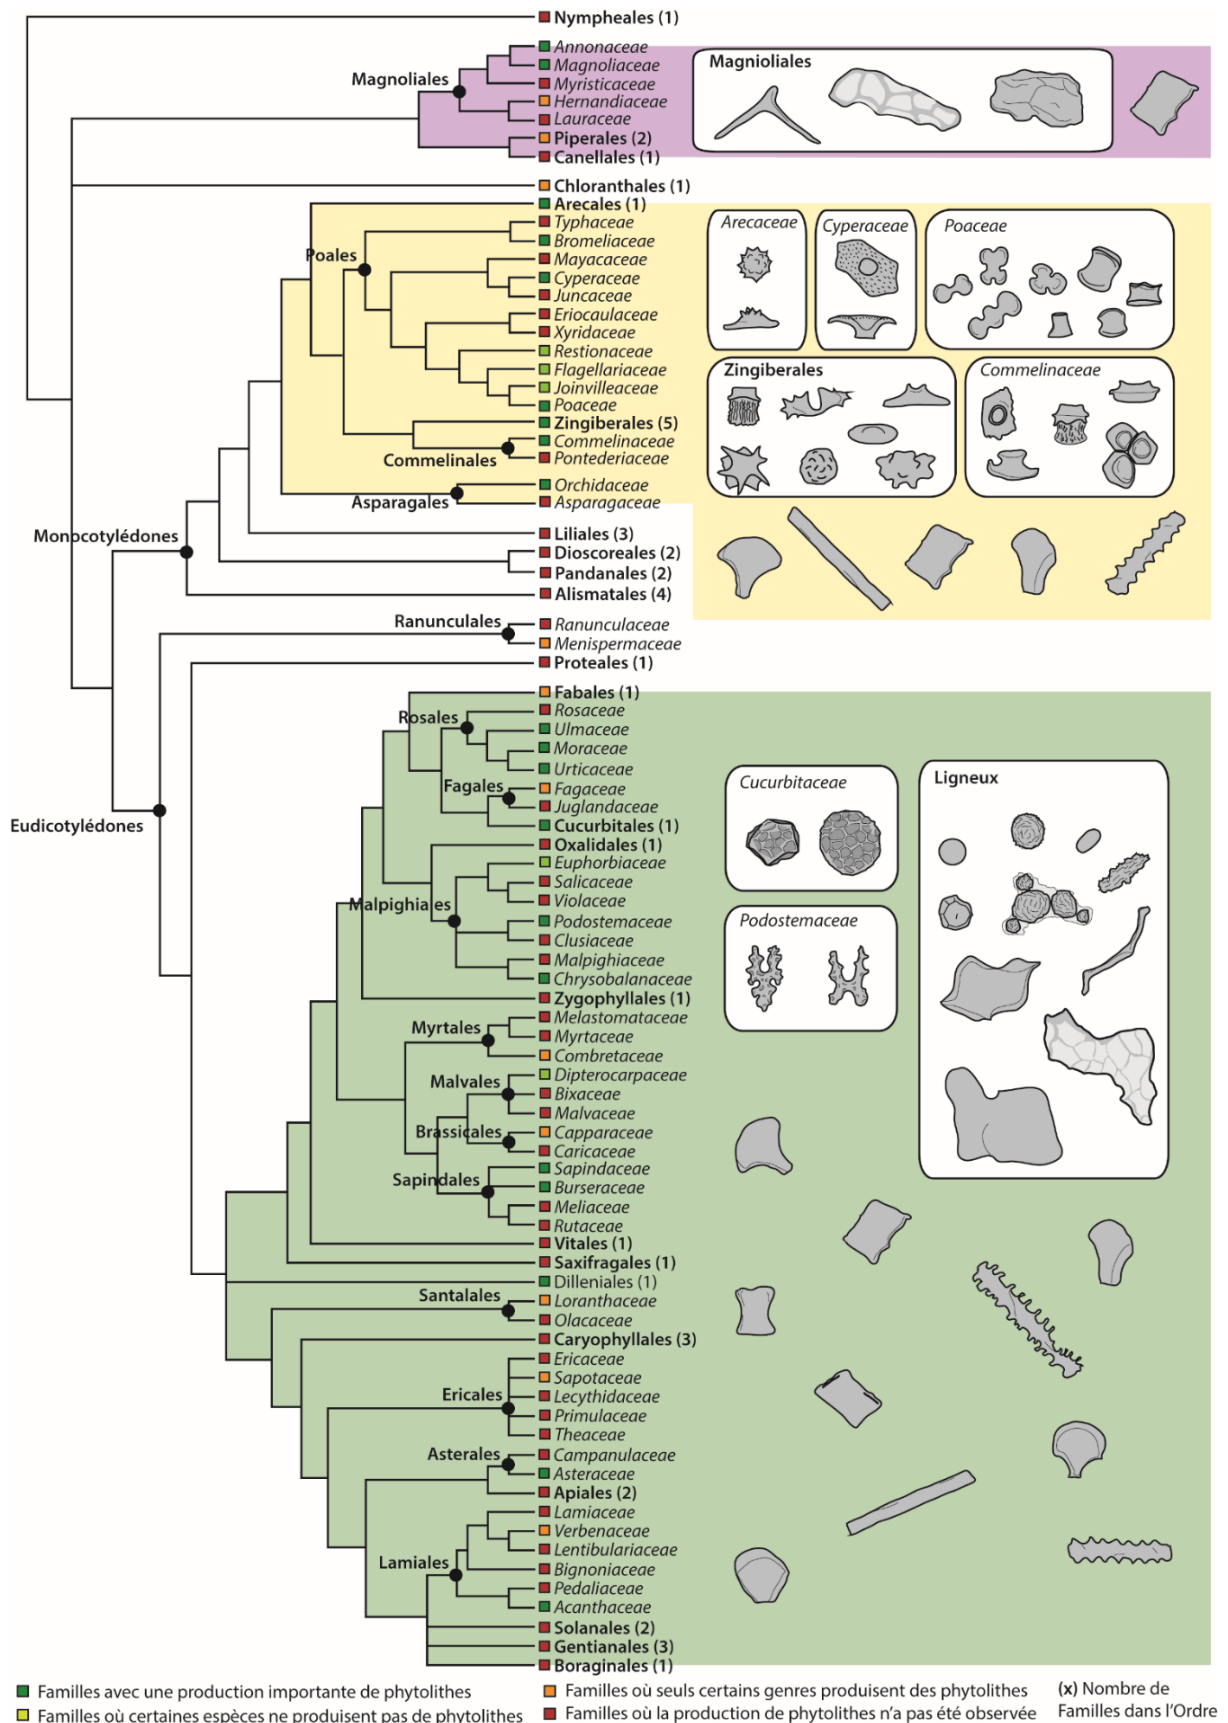 Nympheales (1)
Annonaceae
Magnoliaceae
Magnoliales
Myristicaceae
Hernandiaceae
Lauraceae
Piperales (2)
Canellales (1)
Magnioliales
Chloranthales (1)
Arecales (1)
Typhaceae
Bromeliaceae
Poales
Mayacaceae
Cyperaceae
Juncaceae
Eriocaulaceae
Xyridaceae
Restionaceae
Flagellariaceae
Joinvilleaceae
Poaceae
Zingiberales (5)
Commelinaceae
Commelinales
Pontederiaceae
Orchidaceae
Asparagales
Asparagaceae
Arecaceae
Cyperaceae
Poaceae
Zingiberales
Commelinaceae
Monocotylédones
Liliales (3)
Dioscoreales (2)
Pandanales (2)
Alismatales (4)
Ranunculales
Ranunculaceae
Menispermaceae
Proteales (1)
Eudicotylédones
Fabales (1)
Rosales
Rosaceae
Ulmaceae
Moraceae
Urticaceae
Fagales
Fagaceae
Juglandaceae
Cucurbitales (1)
Oxalidales (1)
Euphorbiaceae
Salicaceae
Violaceae
Malpighiales
Podostemaceae
Clusiaceae
Malpighiaceae
Chrysobalanaceae
Zygophyllales (1)
Melastomataceae
Myrtales
Myrtaceae
Combretaceae
Dipterocarpaceae
Malvales
Bixaceae
Malvaceae
Brassicales
Capparaceae
Caricaceae
Sapindaceae
Sapindales
Burseraceae
Meliaceae
Rutaceae
Vitales (1)
Saxifragales (1)
Dilleniales (1)
Santalales
Loranthaceae
Olacaceae
Caryophyllales (3)
Ericaceae
Sapotaceae
Ericales
Lecythidaceae
Primulaceae
Theaceae
Asterales
Campanulaceae
Asteraceae
Apiales (2)
Lamiaceae
Verbenaceae
Lentibulariaceae
Lamiales
Bignoniaceae
Pedaliaceae
Acanthaceae
Solanales (2)
Gentianales (3)
Boraginales (1)
Cucurbitaceae
Ligneux
Podostemaceae
Familles avec une production importante de phytolithes
Familles où certaines espèces ne produisent pas de phytolithes
Familles où seuls certains genres produisent des phytolithes
Familles où la production de phytolithes n'a pas été observée
(x) Nombre de
Familles dans l'Ordre